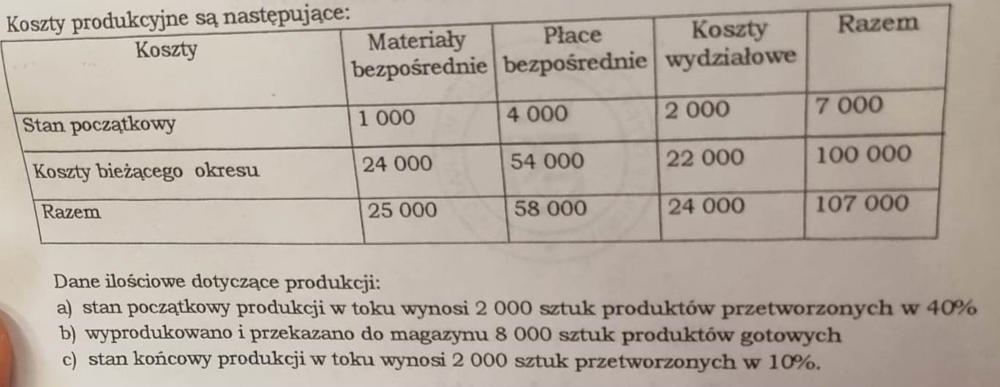 Koszty produkcyjne są następujące:
Koszty Materiały bezpośrednie Płace bezpośrednie Koszty wydziałowe Razem
Stan początkowy 1 000 4 000 2 000 7 000
Koszty bieżącego okresu 24 000 54 000 22 000 100 000
Razem 25 000 58 000 24 000 107 000
Dane ilościowe dotyczące produkcji:
a) stan początkowy produkcji w toku wynosi 2 000 sztuk produktów przetworzonych w 40%
b) wyprodukowano i przekazano do magazynu 8 000 sztuk produktów gotowych
c) stan końcowy produkcji w toku wynosi 2 000 sztuk przetworzonych w 10%.